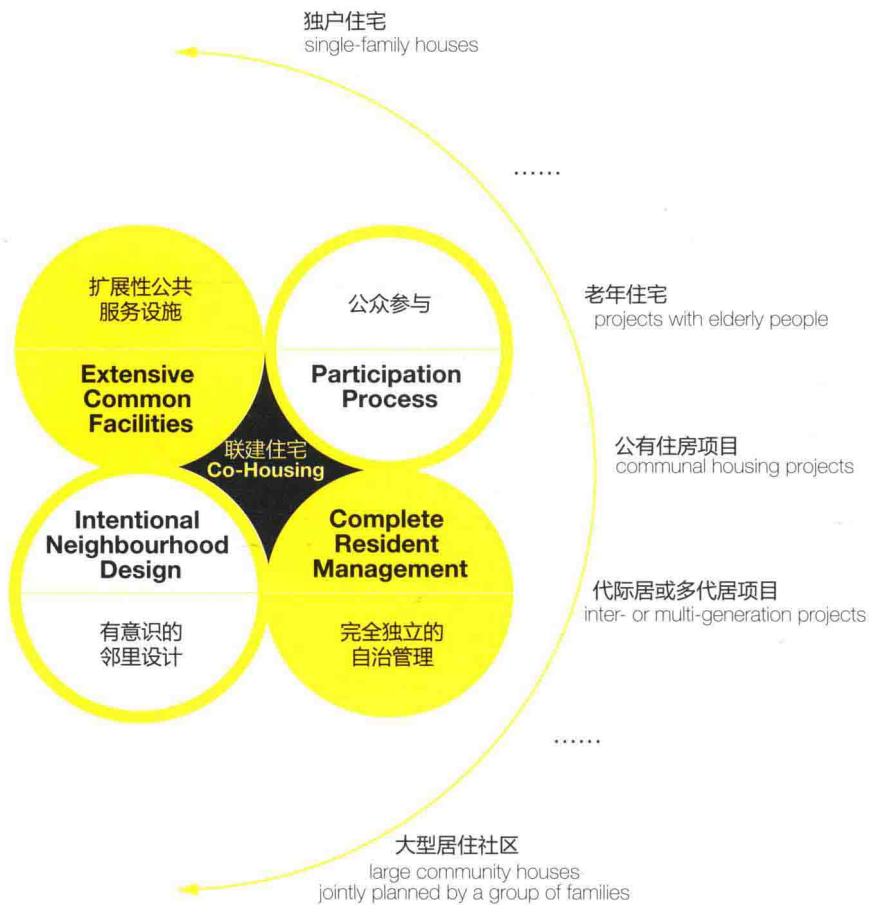 独户住宅
single-family houses
……
扩展性公共
服务设施
Extensive
Common
Facilities
公众参与
Participation
Process
联建住宅
Co-Housing
Intentional
Neighbourhood
Design
有意识的
邻里设计
Complete
Resident
Management
完全独立的
自治管理
老年住宅
projects with elderly people
公有住房项目
communal housing projects
代际居或多代居项目
inter- or multi-generation projects
……
大型居住社区
large community houses
jointly planned by a group of families